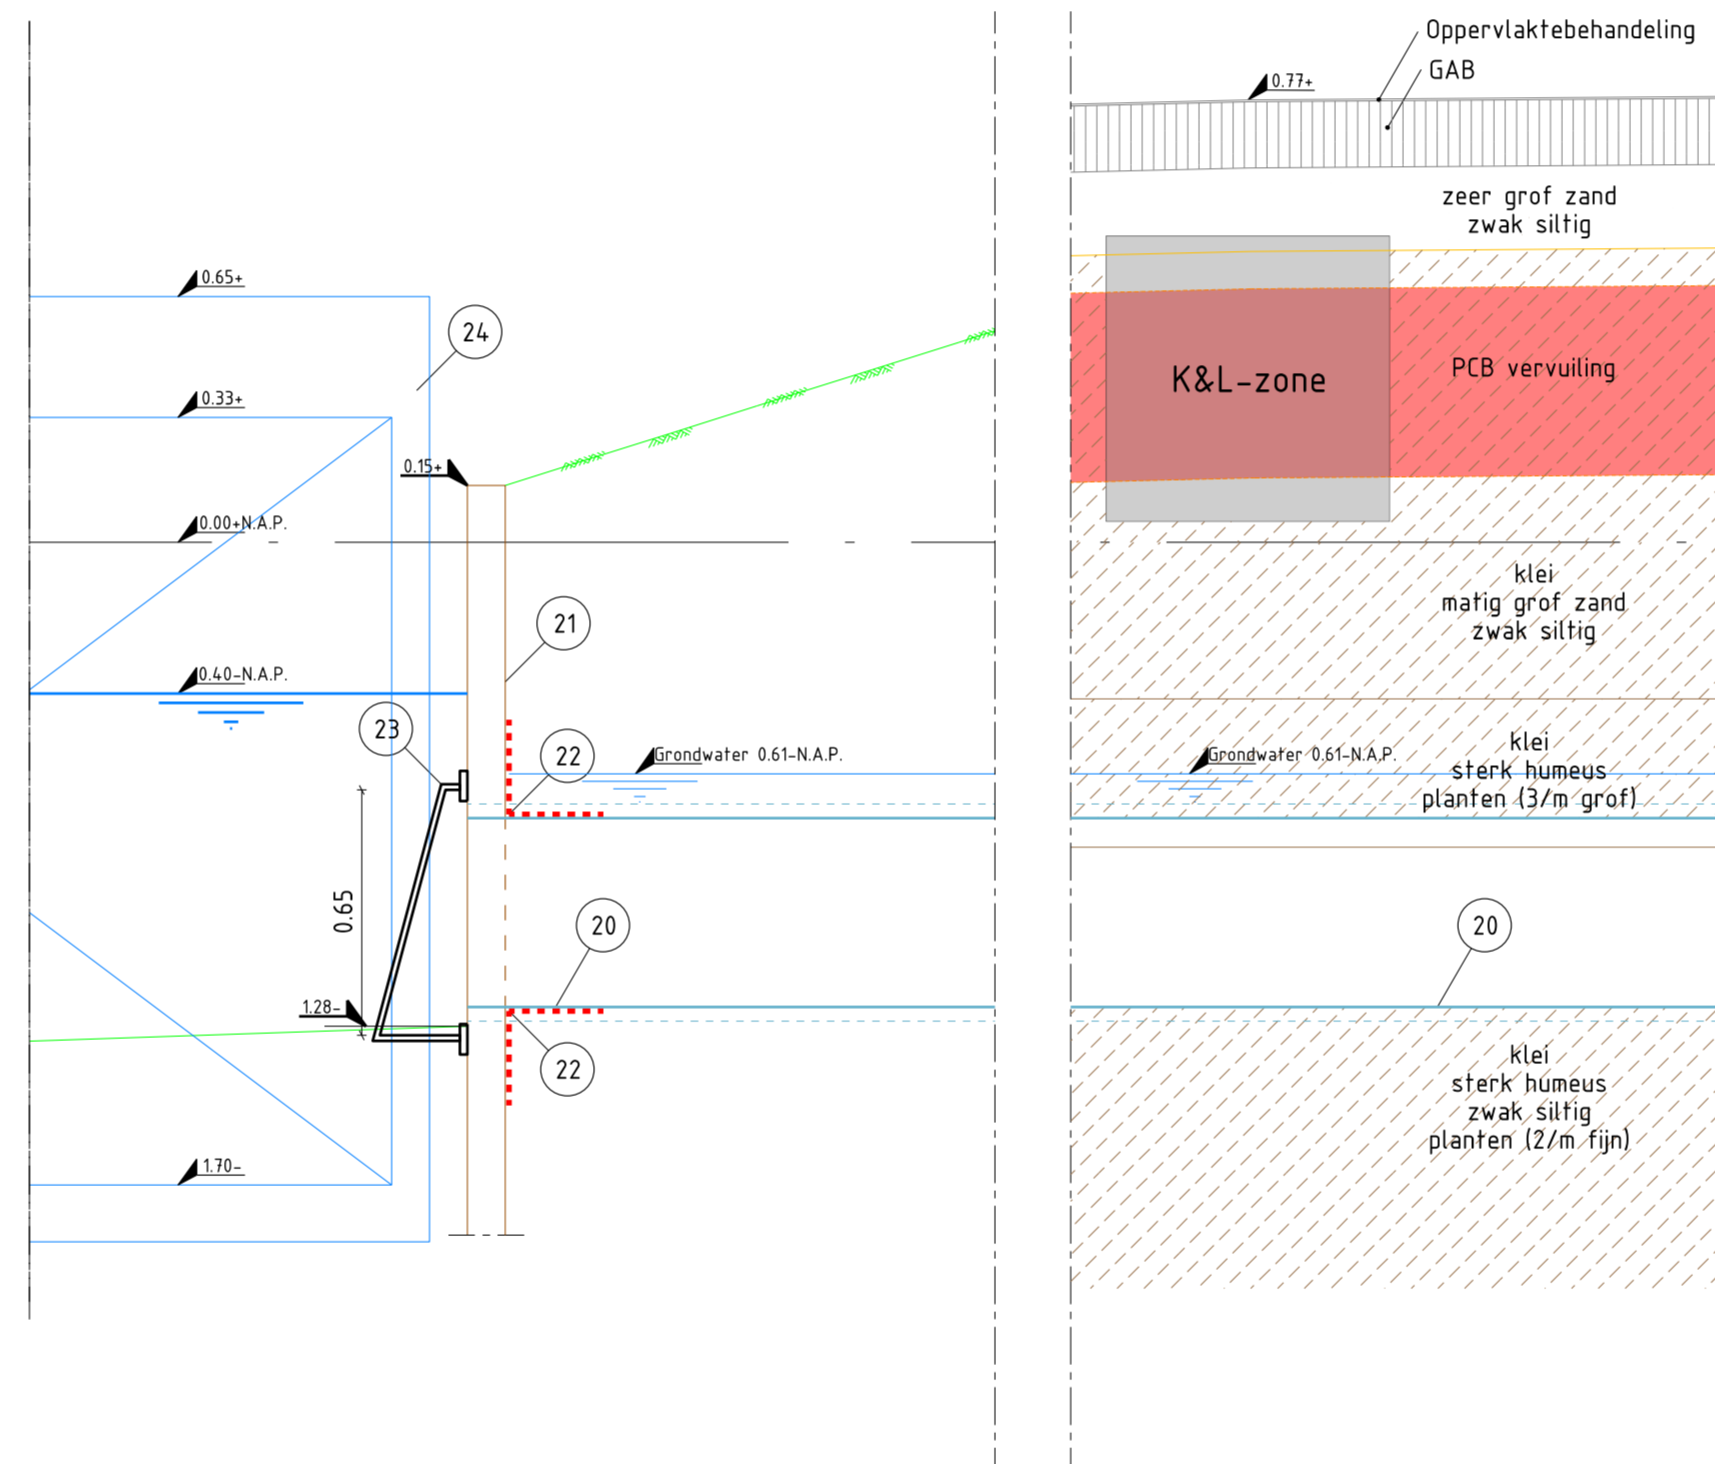 Oppervlaktebehandeling
GAB
0.77+
zeer grof zand
zwak siltig
0.65+
24
0.33+
K&L-zone
PCB vervuiling
0.15+
0.00+N.A.P.
klei
matig grof zand
zwak siltig
21
0.40-N.A.P.
23
22
Grondwater 0.61-N.A.P.
Grondwater 0.61-N.A.P.
klei
sterk humeus
planten (3/m grof)
0.65
20
20
1.28-
22
klei
sterk humeus
zwak siltig
planten (2/m fijn)
1.70-